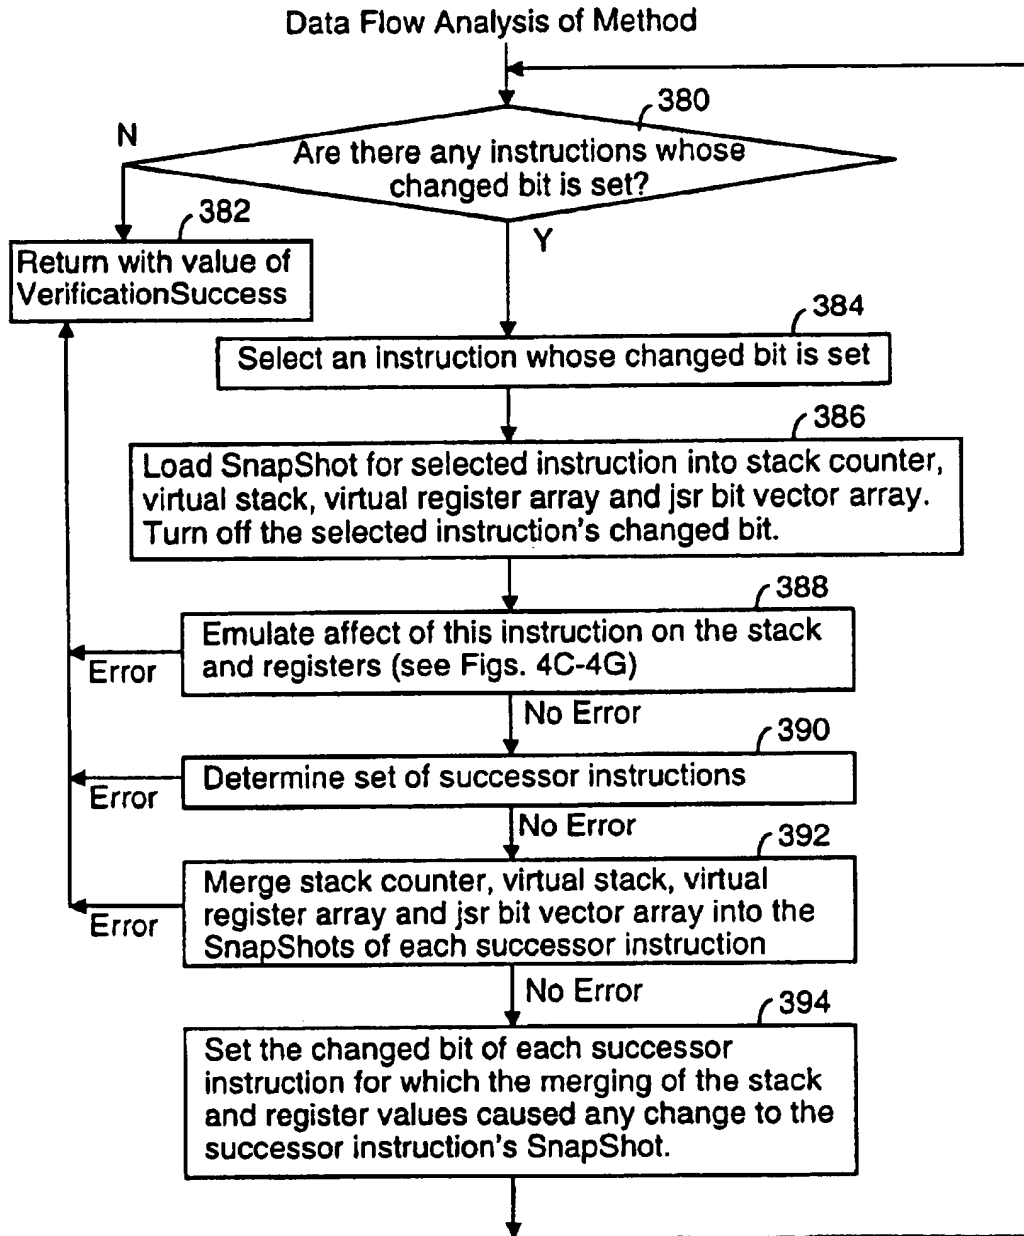 Data Flow Analysis of Method
380
N
Are there any instructions whose
changed bit is set?
382
Y
Return with value of
VerificationSuccess
384
Select an instruction whose changed bit is set
386
Load SnapShot for selected instruction into stack counter,
virtual stack, virtual register array and jsr bit vector array.
Turn off the selected instruction's changed bit.
388
Emulate affect of this instruction on the stack
and registers (see Figs. 4C-4G)
Error
No Error
390
Determine set of successor instructions
Error
No Error
392
Merge stack counter, virtual stack, virtual
register array and jsr bit vector array into the
SnapShots of each successor instruction
Error
No Error
394
Set the changed bit of each successor
instruction for which the merging of the stack
and register values caused any change to the
successor instruction's SnapShot.